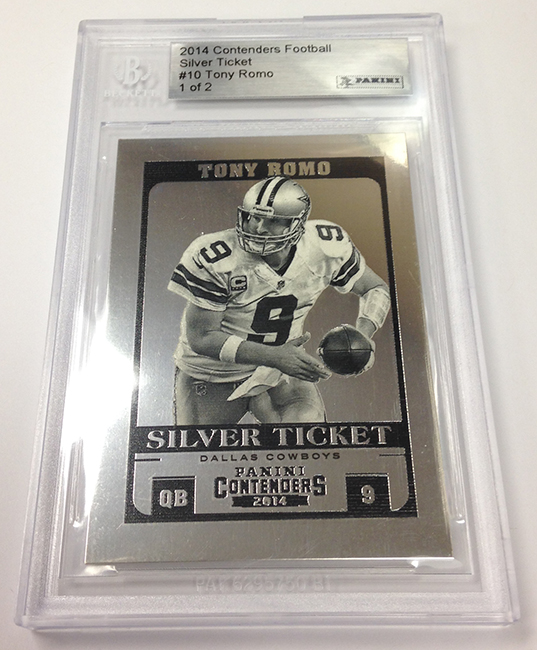 2014 Contenders Football
Silver Ticket
#10 Tony Romo
1 of 2
PANINI
TONY ROMO
9
9
C
9
SILVER TICKET
DALLAS COWBOYS
PANINI
CONTENDERS
2014
QB
9